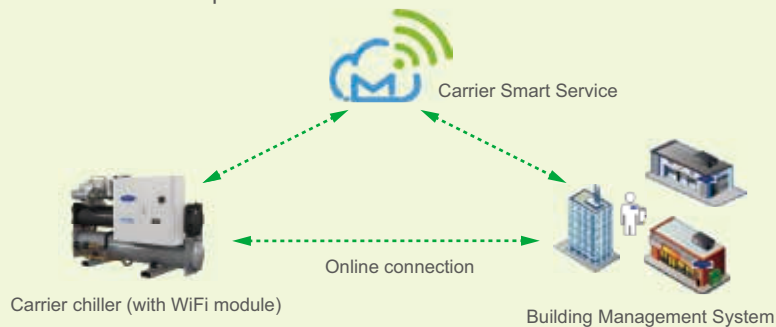 Carrier Smart Service
Online connection
Carrier chiller (with WiFi module)
Building Management System